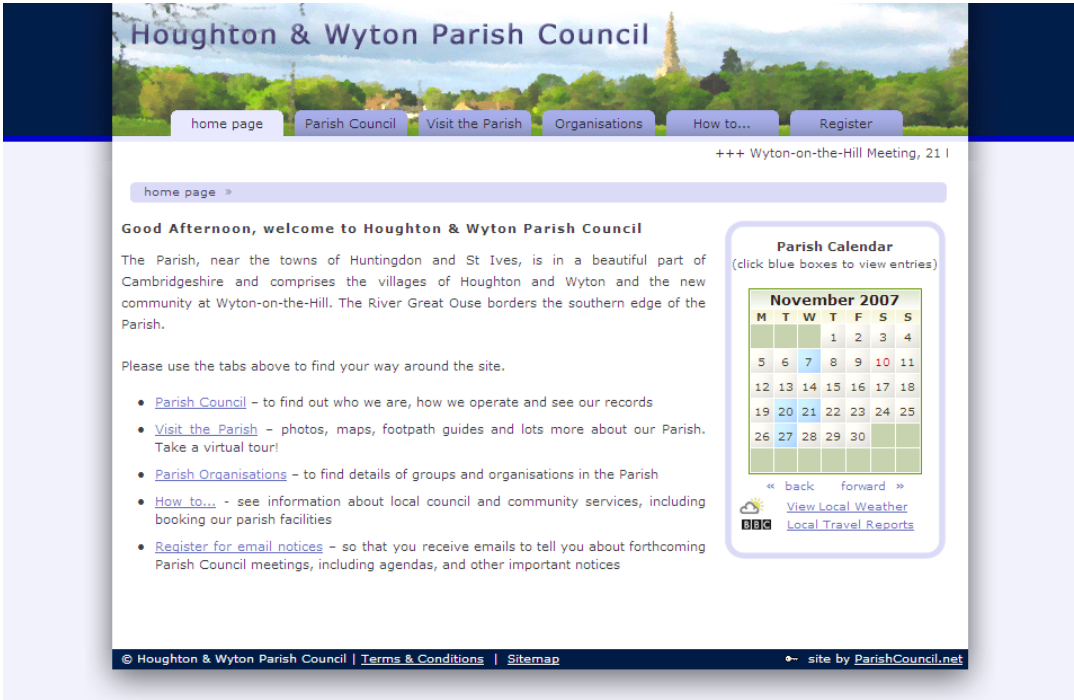 Houghton & Wyton Parish Council
home page Parish Council Visit the Parish Organisations How to... Register
+++ Wyton-on-the-Hill Meeting, 21
home page »
Good Afternoon, welcome to Houghton & Wyton Parish Council
The Parish, near the towns of Huntingdon and St Ives, is in a beautiful part of
Cambridgeshire and comprises the villages of Houghton and Wyton and the new
community at Wyton-on-the-Hill. The River Great Ouse borders the southern edge of the
Parish.
Please use the tabs above to find your way around the site.
• Parish Council – to find out who we are, how we operate and see our records
• Visit the Parish – photos, maps, footpath guides and lots more about our Parish.
Take a virtual tour!
• Parish Organisations – to find details of groups and organisations in the Parish
• How to... - see information about local council and community services, including
booking our parish facilities
• Register for email notices – so that you receive emails to tell you about forthcoming
Parish Council meetings, including agendas, and other important notices
Parish Calendar
(click blue boxes to view entries)
November 2007
M T W T F S S
1 2 3 4
5 6 7 8 9 10 11
12 13 14 15 16 17 18
19 20 21 22 23 24 25
26 27 28 29 30
« back forward »
View Local Weather
BBC Local Travel Reports
© Houghton & Wyton Parish Council | Terms & Conditions | Sitemap
site by ParishCouncil.net